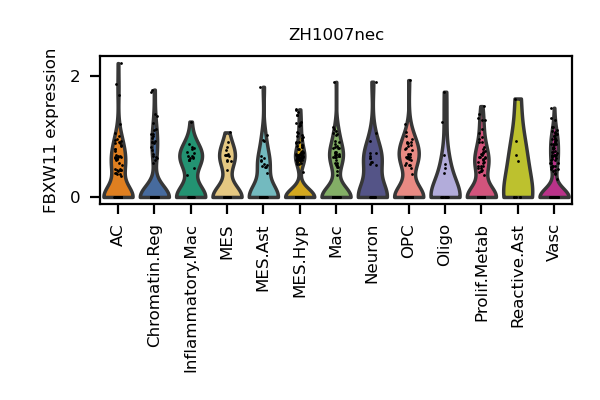 ZH1007nec
FBXW11 expression
2
0
AC
Chromatin.Reg
Inflammatory.Mac
MES
MES.Ast
MES.Hyp
Mac
Neuron
OPC
Oligo
Prolif.Metab
Reactive.Ast
Vasc